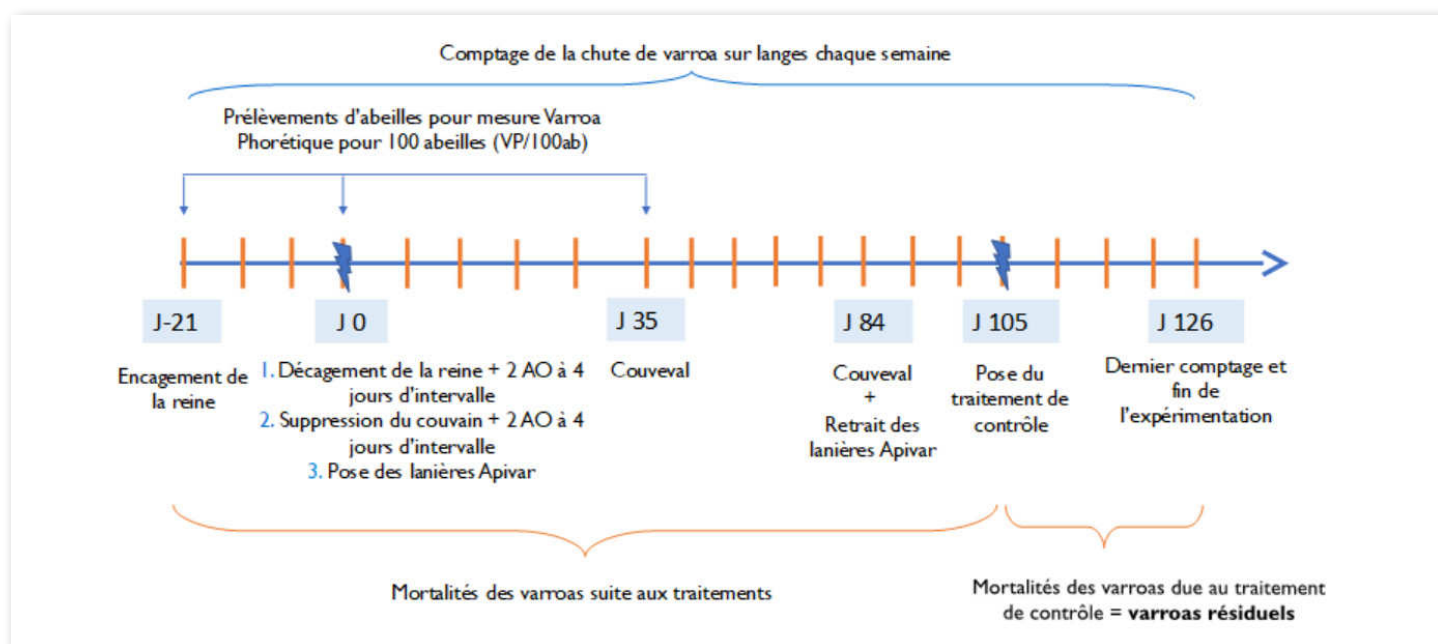 Comptage de la chute de varroa sur langes chaque semaine
Prélèvements d'abeilles pour mesure Varroa
Phorétique pour 100 abeilles (VP/100ab)
J-21
J 0
J 35
J 84
J 105
J 126
Encagement de
la reine
1. Décagement de la reine + 2 AO à 4
jours d'intervalle
2. Suppression du couvain + 2 AO à 4
jours d'intervalle
3. Pose des lanières Apivar
Couveval
Couveval
+
Retrait des
lanières Apivar
Pose du
traitement de
contrôle
Dernier comptage et
fin de
l'expérimentation
Mortalités des varroas suite aux traitements
Mortalités des varroas due au traitement
de contrôle = varroas résiduels